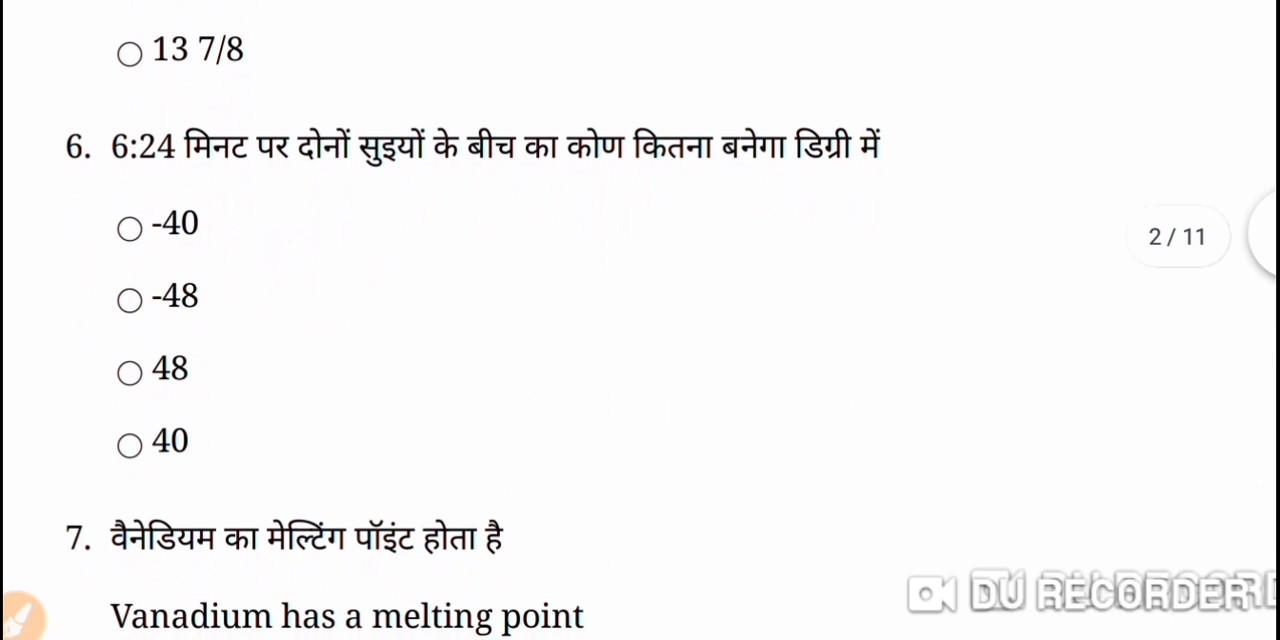 13 7/8
6. 6:24 मिनट पर दोनों सुइयों के बीच का कोण कितना बनेगा डिग्री में
-40
-48
2 / 11
48
40
7. वैनेडियम का मेल्टिंग पॉइंट होता है
DU RECORDER
Vanadium has a melting point